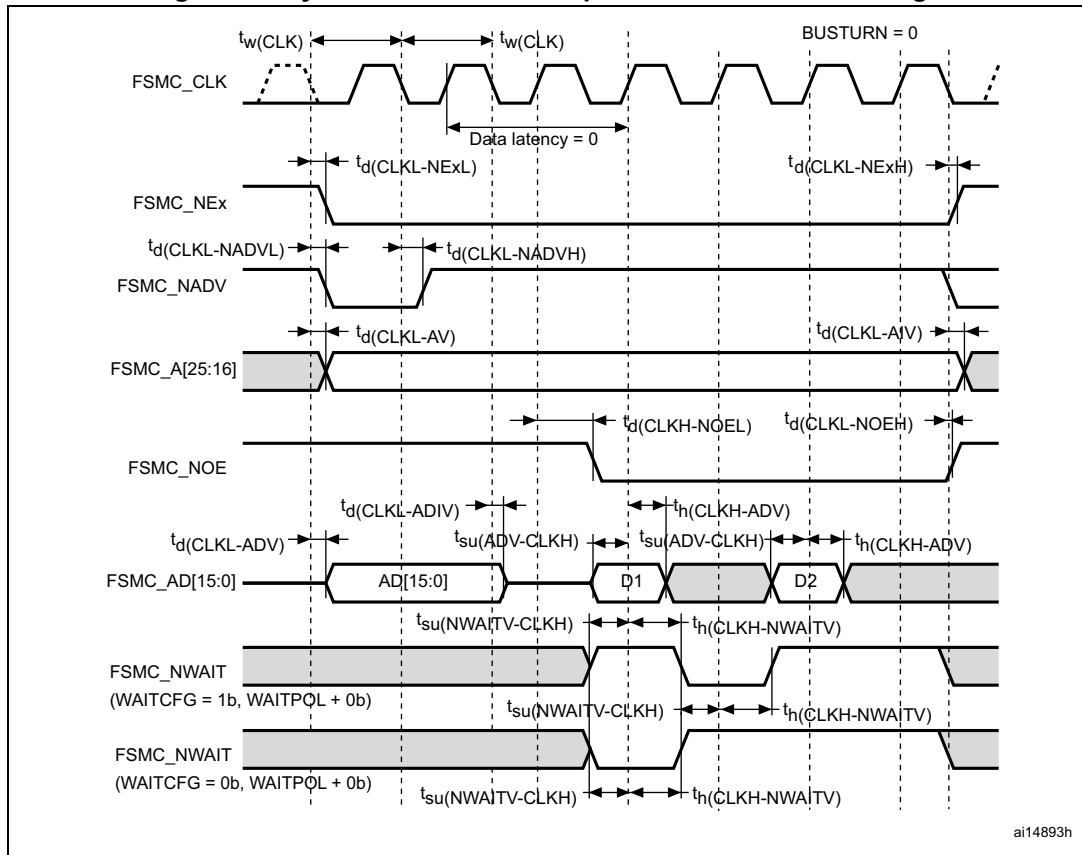 tw(CLK) tw(CLK) BUSTURN = 0
FSMC_CLK
Data latency = 0
td(CLKL-NExL) td(CLKL-NExH)
FSMC_NEx
td(CLKL-NADVL) td(CLKL-NADVH)
FSMC_NADV
td(CLKL-AV) td(CLKL-AIV)
FSMC_A[25:16]
td(CLKH-NOEL) td(CLKL-NOEH)
FSMC_NOE
td(CLKL-ADIV) th(CLKH-ADV)
td(CLKL-ADV) tsu(ADV-CLKH) tsu(ADV-CLKH) th(CLKH-ADV)
FSMC_AD[15:0] AD[15:0] D1 D2
tsu(NWAITV-CLKH) th(CLKH-NWAITV)
FSMC_NWAIT
(WAITCFG = 1b, WAITPOL + 0b)
tsu(NWAITV-CLKH) th(CLKH-NWAITV)
FSMC_NWAIT
(WAITCFG = 0b, WAITPOL + 0b)
tsu(NWAITV-CLKH) th(CLKH-NWAITV)
ai14893h